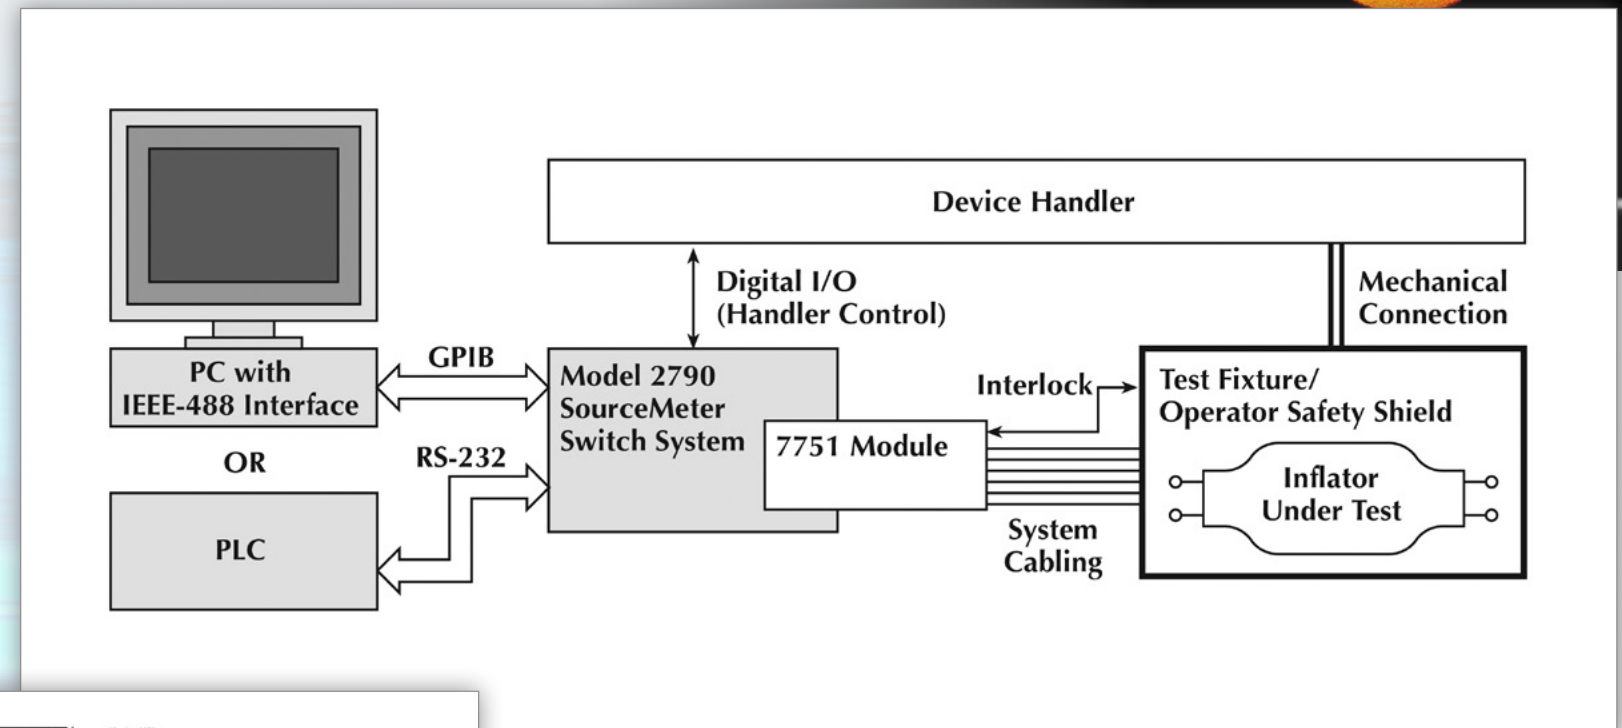 Device Handler
Digital I/O
(Handler Control)
Mechanical
Connection
PC with
IEEE-488 Interface
GPIB
Model 2790
SourceMeter
Switch System
7751 Module
Interlock
Test Fixture/
Operator Safety Shield
Inflator
Under Test
OR
RS-232
PLC
System
Cabling